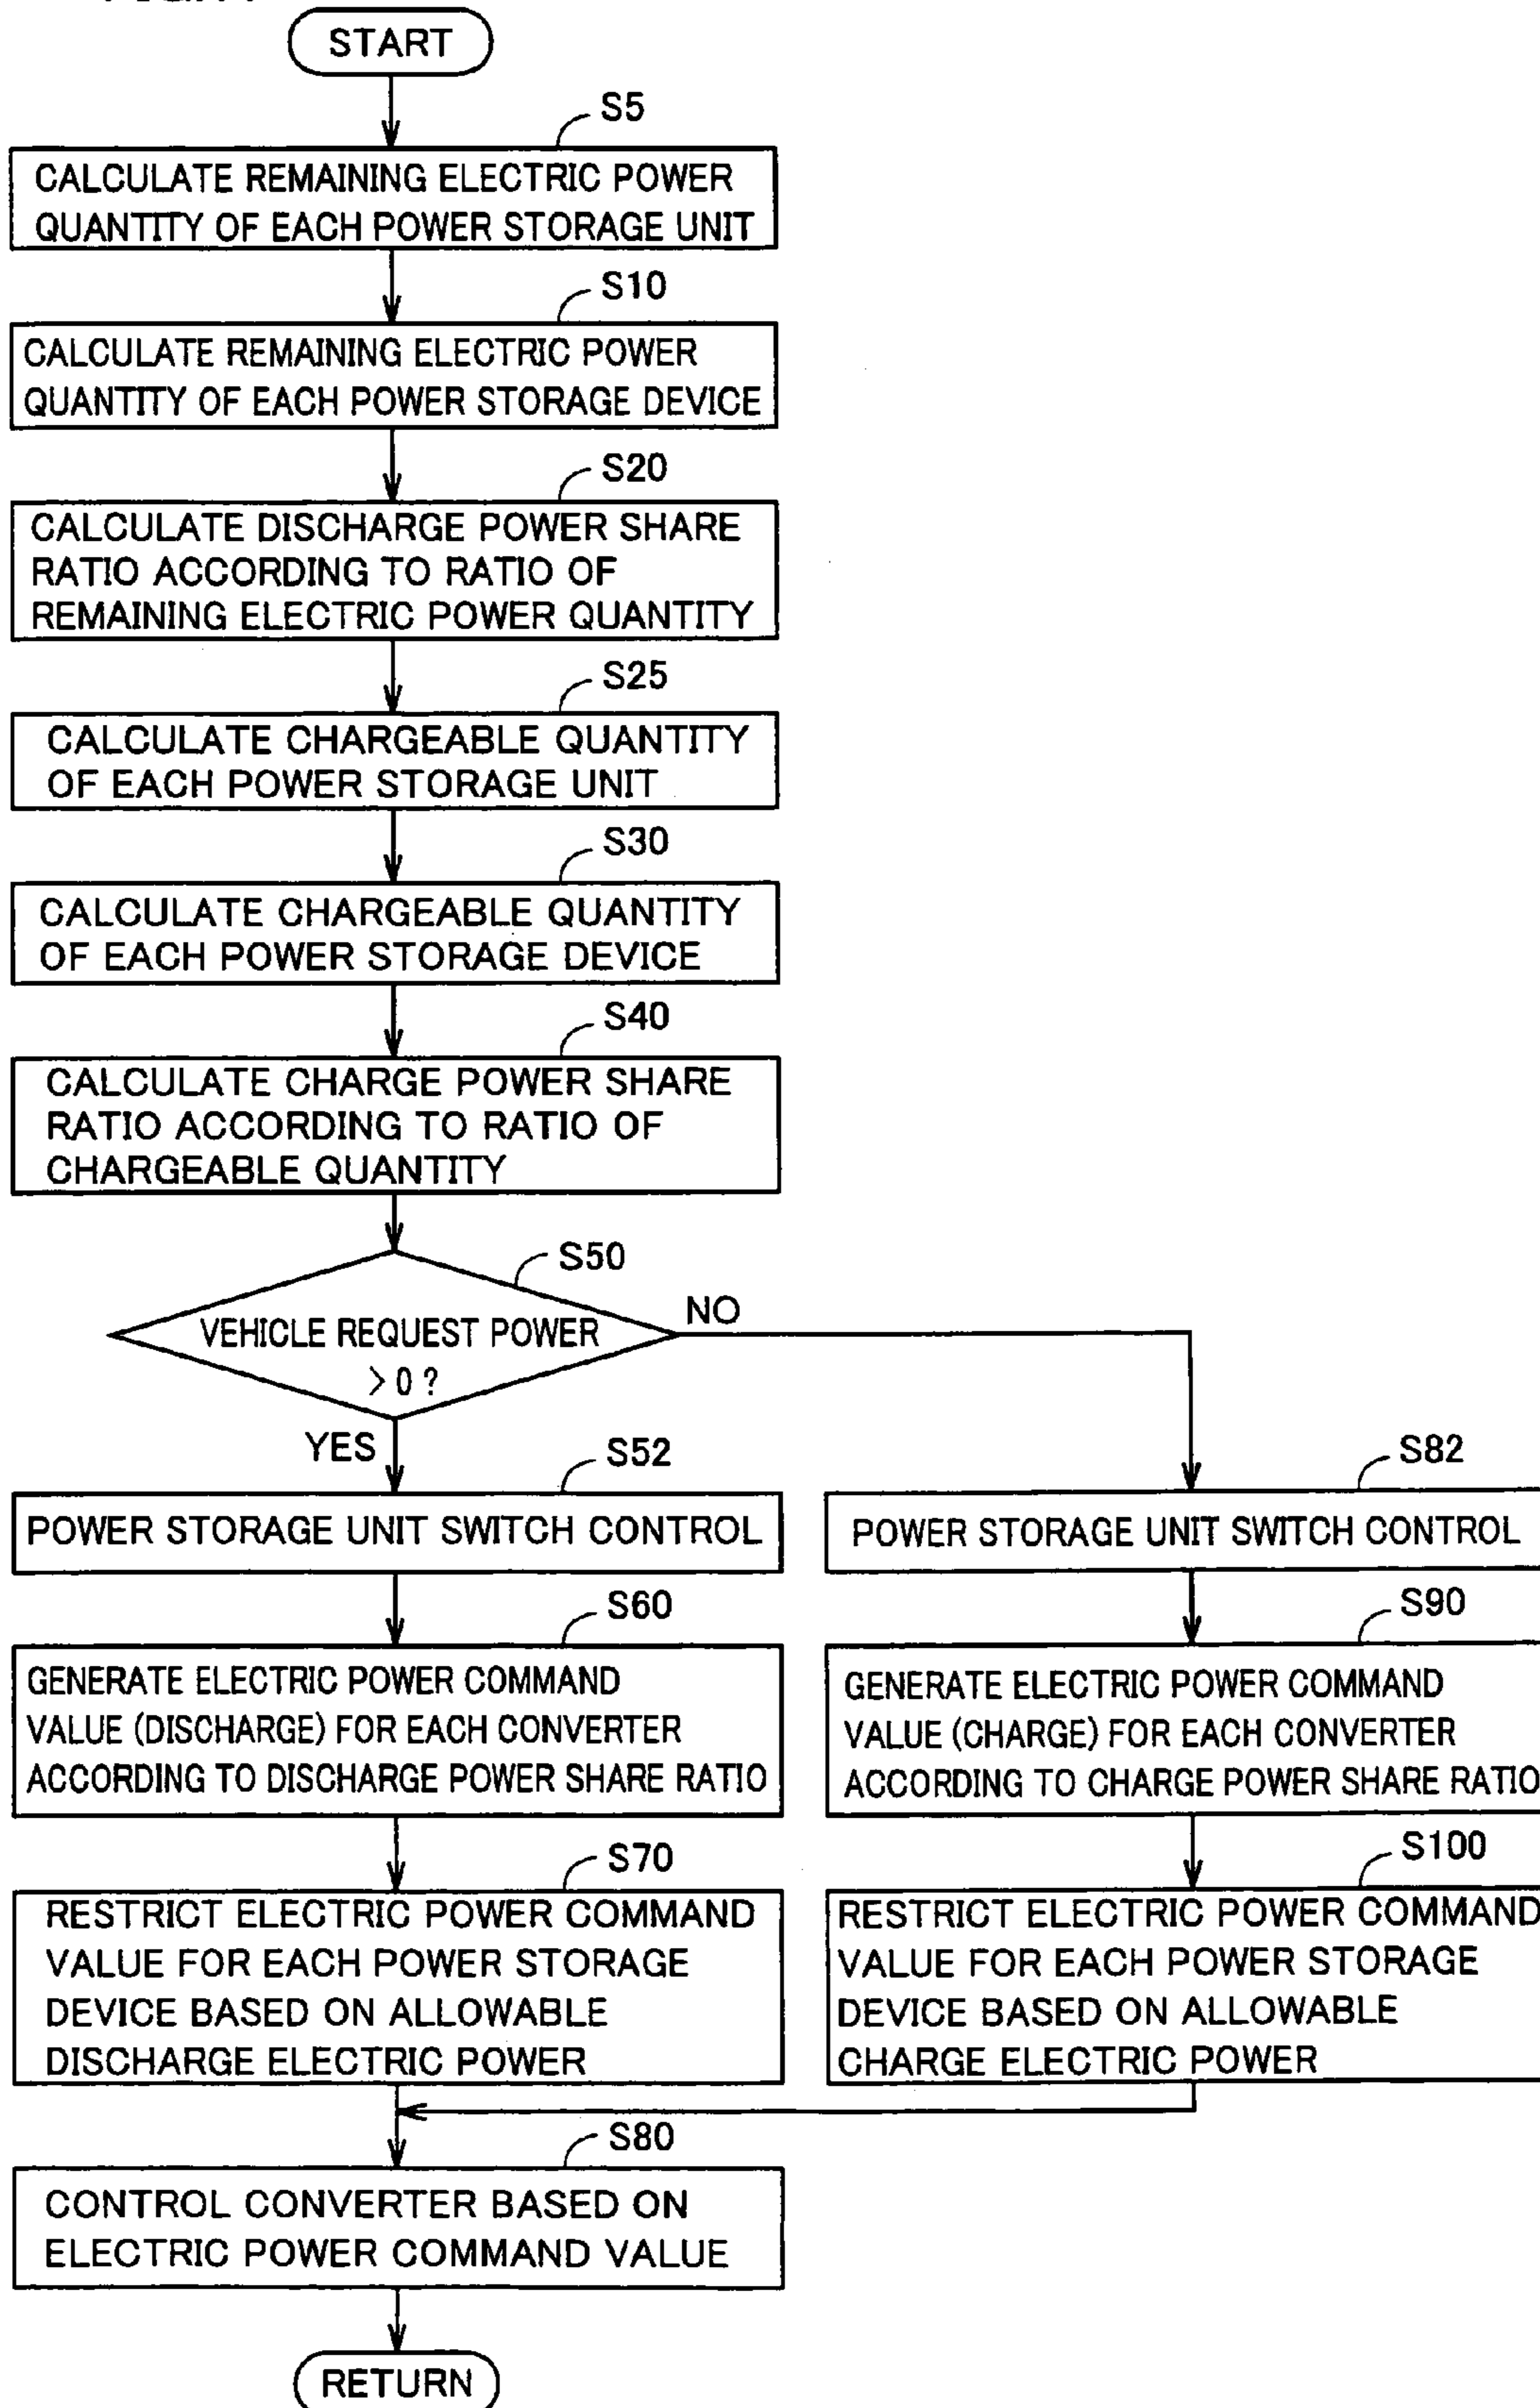 START
S5
CALCULATE REMAINING ELECTRIC POWER
QUANTITY OF EACH POWER STORAGE UNIT
S10
CALCULATE REMAINING ELECTRIC POWER
QUANTITY OF EACH POWER STORAGE DEVICE
S20
CALCULATE DISCHARGE POWER SHARE
RATIO ACCORDING TO RATIO OF
REMAINING ELECTRIC POWER QUANTITY
S25
CALCULATE CHARGEABLE QUANTITY
OF EACH POWER STORAGE UNIT
S30
CALCULATE CHARGEABLE QUANTITY
OF EACH POWER STORAGE DEVICE
S40
CALCULATE CHARGE POWER SHARE
RATIO ACCORDING TO RATIO OF
CHARGEABLE QUANTITY
S50
VEHICLE REQUEST POWER
>0?
NO
YES
S52
POWER STORAGE UNIT SWITCH CONTROL
S60
GENERATE ELECTRIC POWER COMMAND
VALUE (DISCHARGE) FOR EACH CONVERTER
ACCORDING TO DISCHARGE POWER SHARE RATIO
S70
RESTRICT ELECTRIC POWER COMMAND
VALUE FOR EACH POWER STORAGE
DEVICE BASED ON ALLOWABLE
DISCHARGE ELECTRIC POWER
S82
POWER STORAGE UNIT SWITCH CONTROL
S90
GENERATE ELECTRIC POWER COMMAND
VALUE (CHARGE) FOR EACH CONVERTER
ACCORDING TO CHARGE POWER SHARE RATIO
S100
RESTRICT ELECTRIC POWER COMMAND
VALUE FOR EACH POWER STORAGE
DEVICE BASED ON ALLOWABLE
CHARGE ELECTRIC POWER
S80
CONTROL CONVERTER BASED ON
ELECTRIC POWER COMMAND VALUE
RETURN